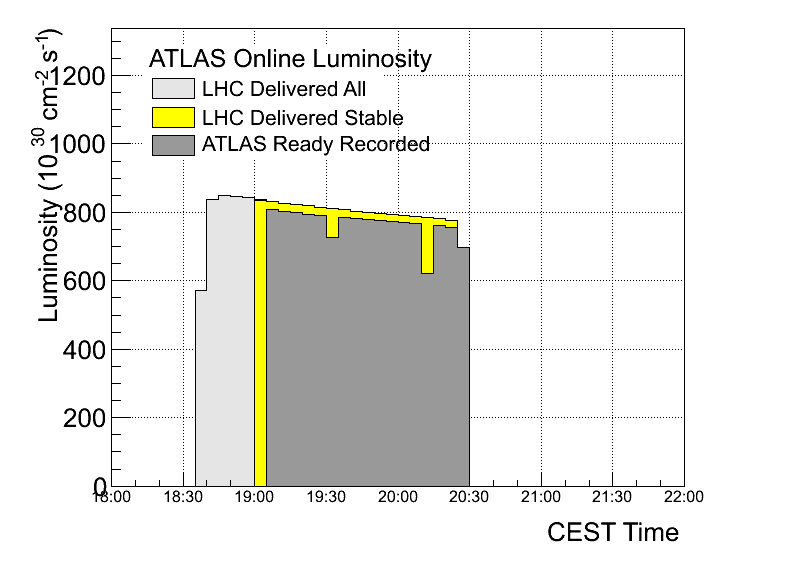 ATLAS Online Luminosity
LHC Delivered All
LHC Delivered Stable
ATLAS Ready Recorded
Luminosity (10^30 cm^-2 s^-1)
1200
1000
800
600
400
200
0
18:00 18:30 19:00 19:30 20:00 20:30 21:00 21:30 22:00
CEST Time